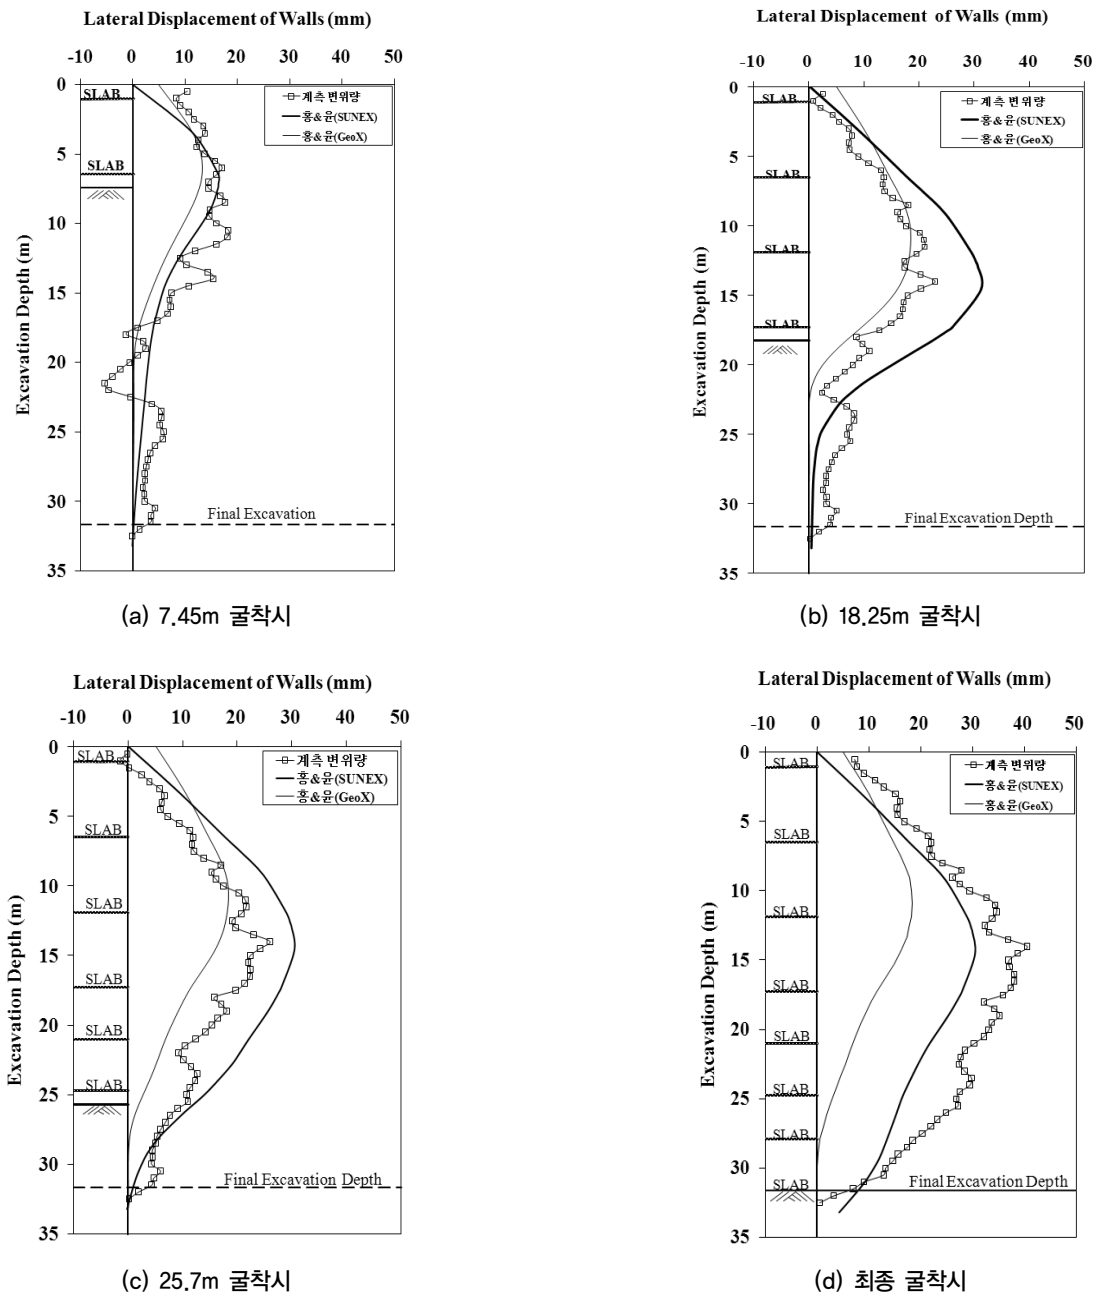 Lateral Displacement of Walls (mm)
-10 0 10 20 30 40 50
0
5
10
15
20
25
30
35
Excavation Depth (m)
SLAB
SLAB
계측 변위량
홍&윤(SUNEX)
홍&윤(GeoX)
Final Excavation
(a) 7.45m 굴착시
Lateral Displacement of Walls (mm)
-10 0 10 20 30 40 50
0
5
10
15
20
25
30
35
Excavation Depth (m)
SLAB
SLAB
SLAB
SLAB
계측 변위량
홍&윤(SUNEX)
홍&윤(GeoX)
Final Excavation Depth
(b) 18.25m 굴착시
Lateral Displacement of Walls (mm)
-10 0 10 20 30 40 50
0
5
10
15
20
25
30
35
Excavation Depth (m)
SLAB
SLAB
SLAB
SLAB
SLAB
SLAB
계측 변위량
홍&윤(SUNEX)
홍&윤(GeoX)
Final Excavation Depth
(c) 25.7m 굴착시
Lateral Displacement of Walls (mm)
-10 0 10 20 30 40 50
0
5
10
15
20
25
30
35
Excavation Depth (m)
SLAB
SLAB
SLAB
SLAB
SLAB
SLAB
SLAB
SLAB
계측 변위량
홍&윤(SUNEX)
홍&윤(GeoX)
Final Excavation Depth
(d) 최종 굴착시